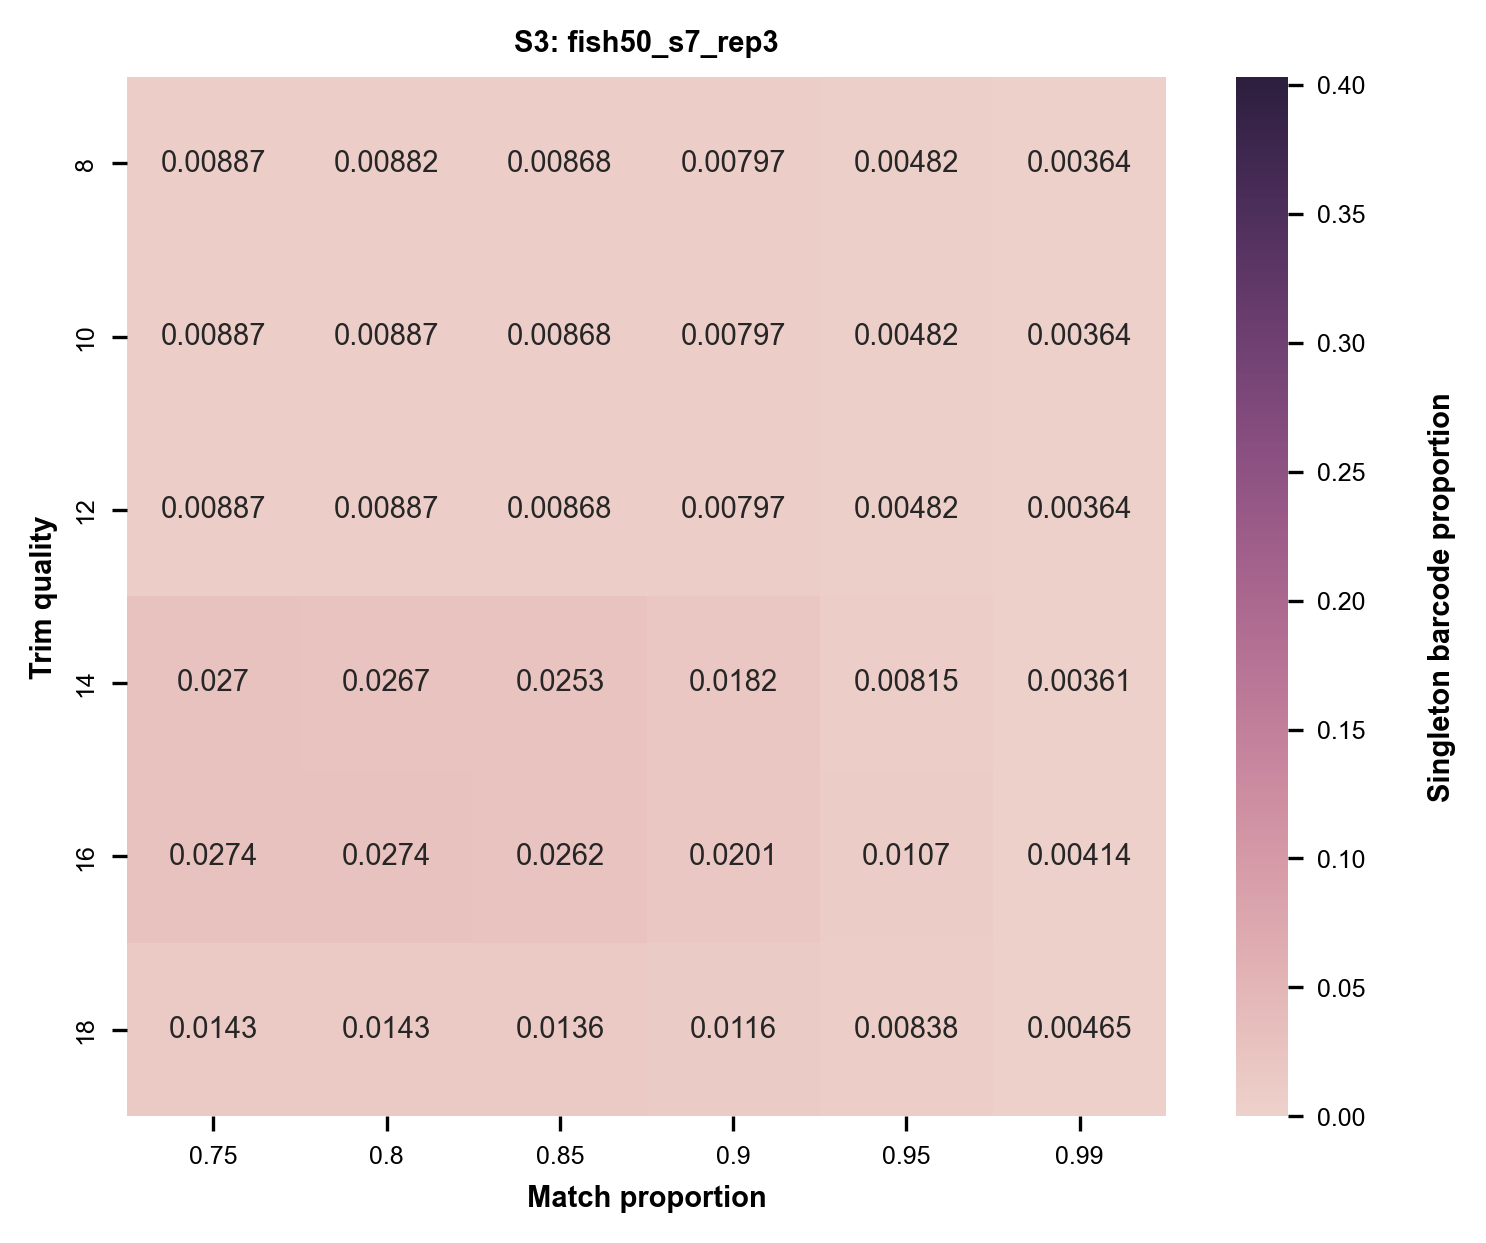 S3: fish50_s7_rep3
Trim quality
8 0.00887 0.00882 0.00868 0.00797 0.00482 0.00364
10 0.00887 0.00887 0.00868 0.00797 0.00482 0.00364
12 0.00887 0.00887 0.00868 0.00797 0.00482 0.00364
14 0.027 0.0267 0.0253 0.0182 0.00815 0.00361
16 0.0274 0.0274 0.0262 0.0201 0.0107 0.00414
18 0.0143 0.0143 0.0136 0.0116 0.00838 0.00465
0.75 0.8 0.85 0.9 0.95 0.99
Match proportion
0.40
0.35
0.30
0.25
0.20
0.15
0.10
0.05
0.00
Singleton barcode proportion